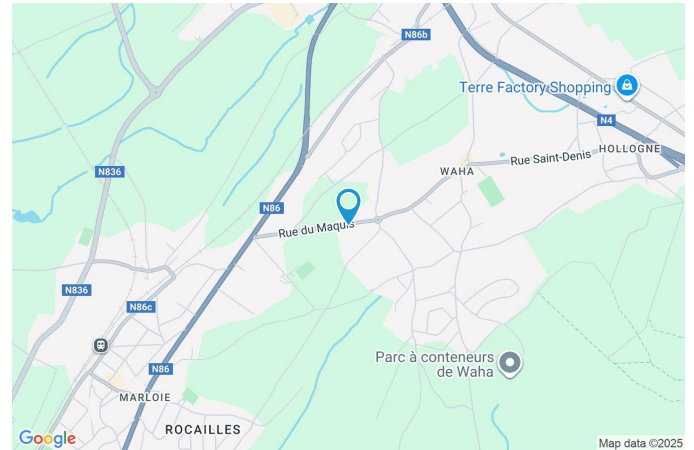 N86b
Terre Factory Shopping
N4
HOLLOGNE
Rue Saint-Denis
WAHA
N836
N86
Rue du Maquis
N836
N86c
Parc à conteneurs
de Waha
N86
MARLOIE
ROCAILLES
Google
Map data ©2025